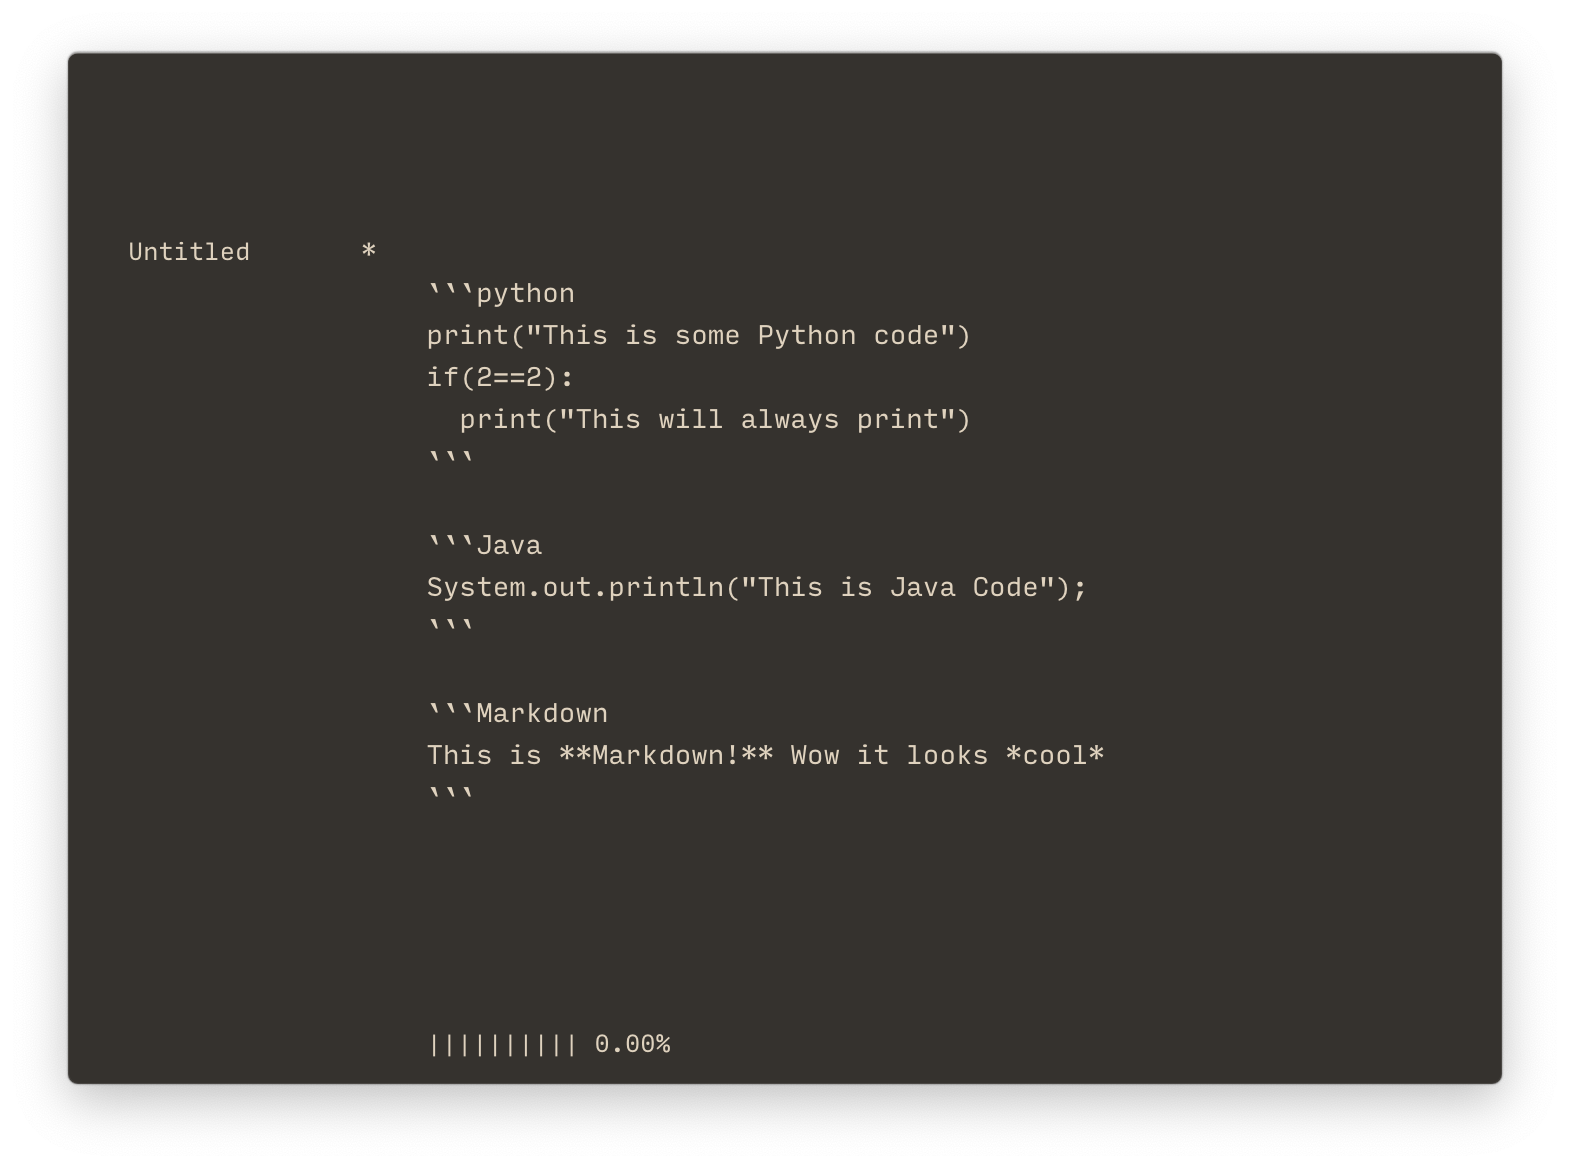 Untitled *
```python
print("This is some Python code")
if(2==2):
  print("This will always print")
```
```Java
System.out.println("This is Java Code");
```
```Markdown
This is **Markdown!** Wow it looks *cool*
```
|||||||||| 0.00%